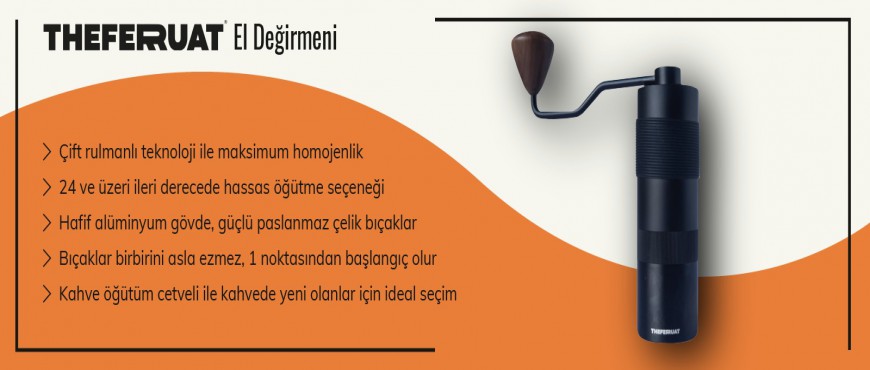 THEFERUAT® El Değirmeni
Çift rulmanlı teknoloji ile maksimum homojenlik
24 ve üzeri ileri derecede hassas öğütme seçeneği
Hafif alüminyum gövde, güçlü paslanmaz çelik bıçaklar
Bıçaklar birbirini asla ezmez, 1 noktasından başlangıç olur
Kahve öğütüm cetveli ile kahvede yeni olanlar için ideal seçim
THEFERUAT